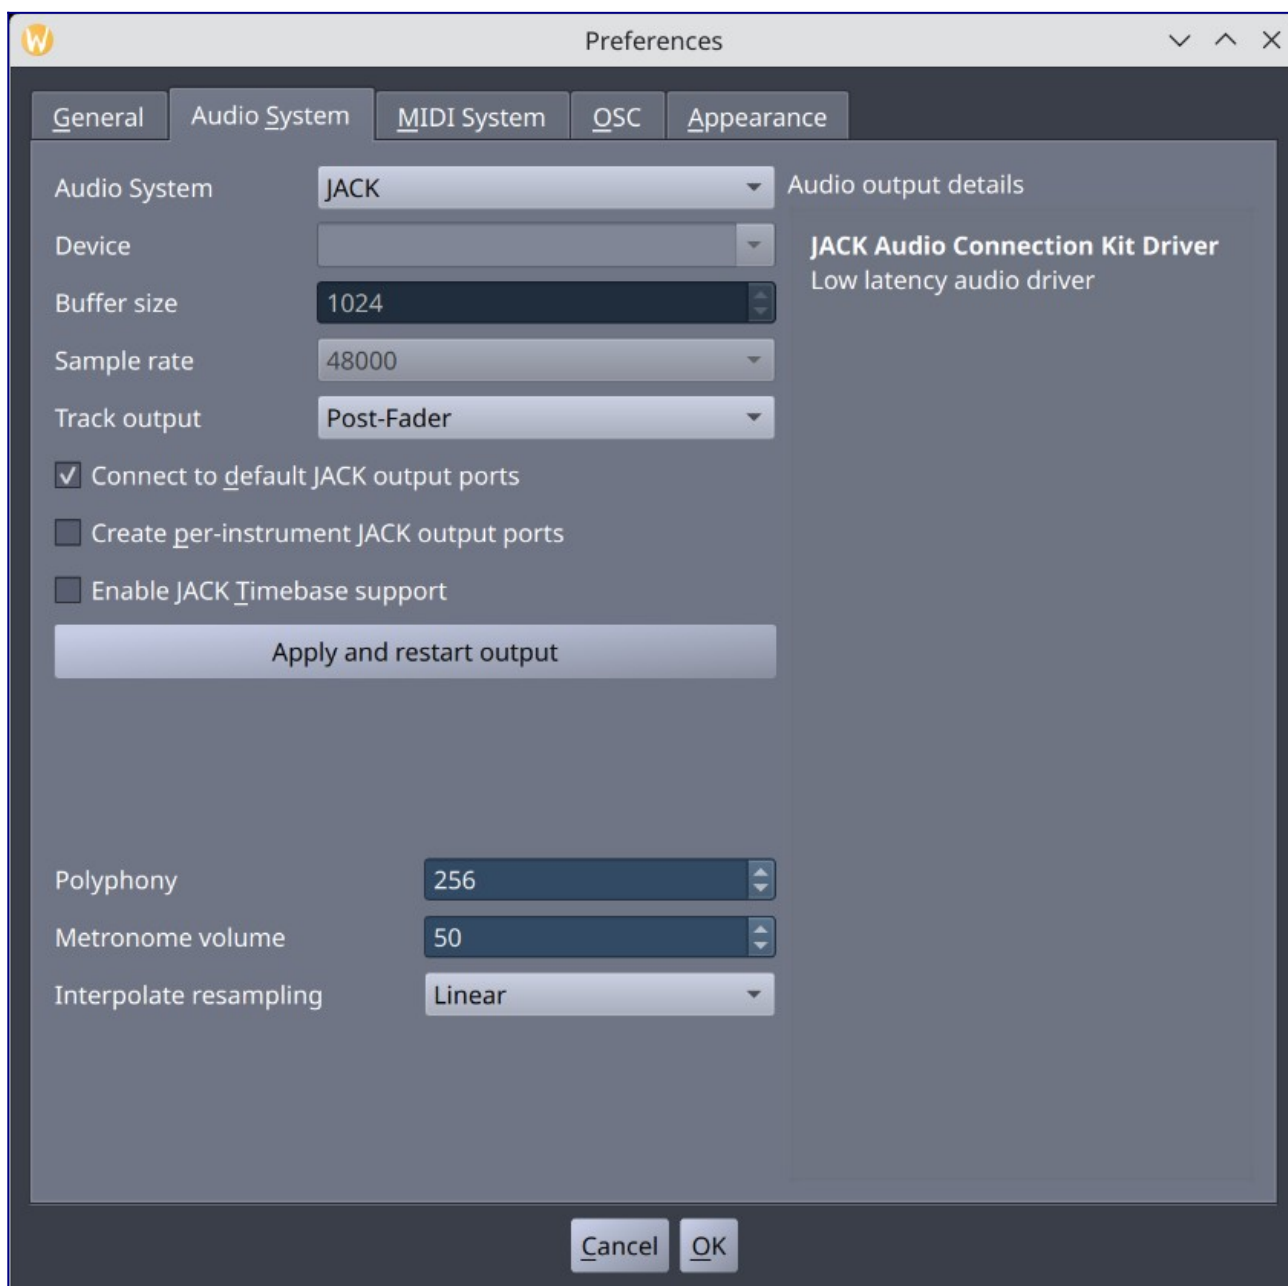 Preferences
General Audio System MIDI System OSC Appearance
Audio System JACK
Device
Buffer size 1024
Sample rate 48000
Track output Post-Fader
Connect to default JACK output ports
Create per-instrument JACK output ports
Enable JACK Timebase support
Apply and restart output
Polyphony 256
Metronome volume 50
Interpolate resampling Linear
Audio output details
JACK Audio Connection Kit Driver
Low latency audio driver
Cancel OK